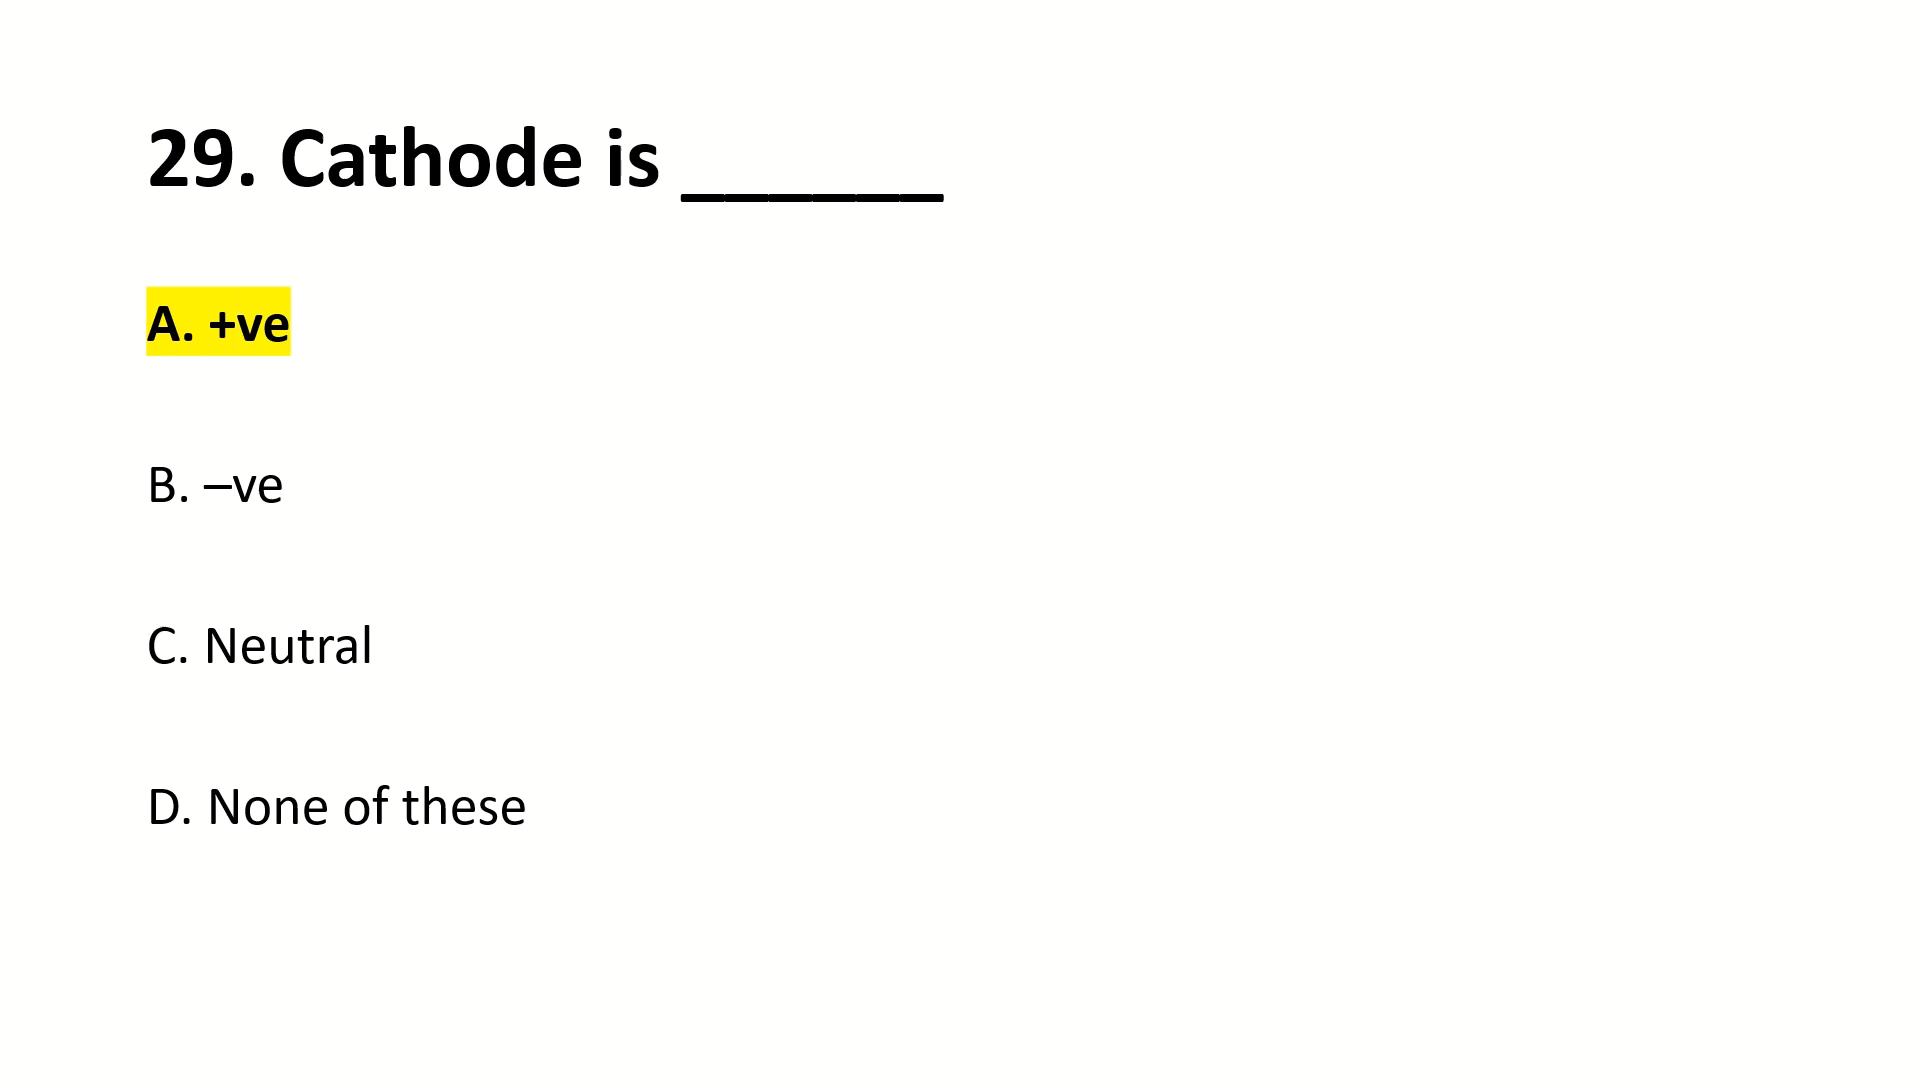 29. Cathode is ______
A. +ve
B. –ve
C. Neutral
D. None of these